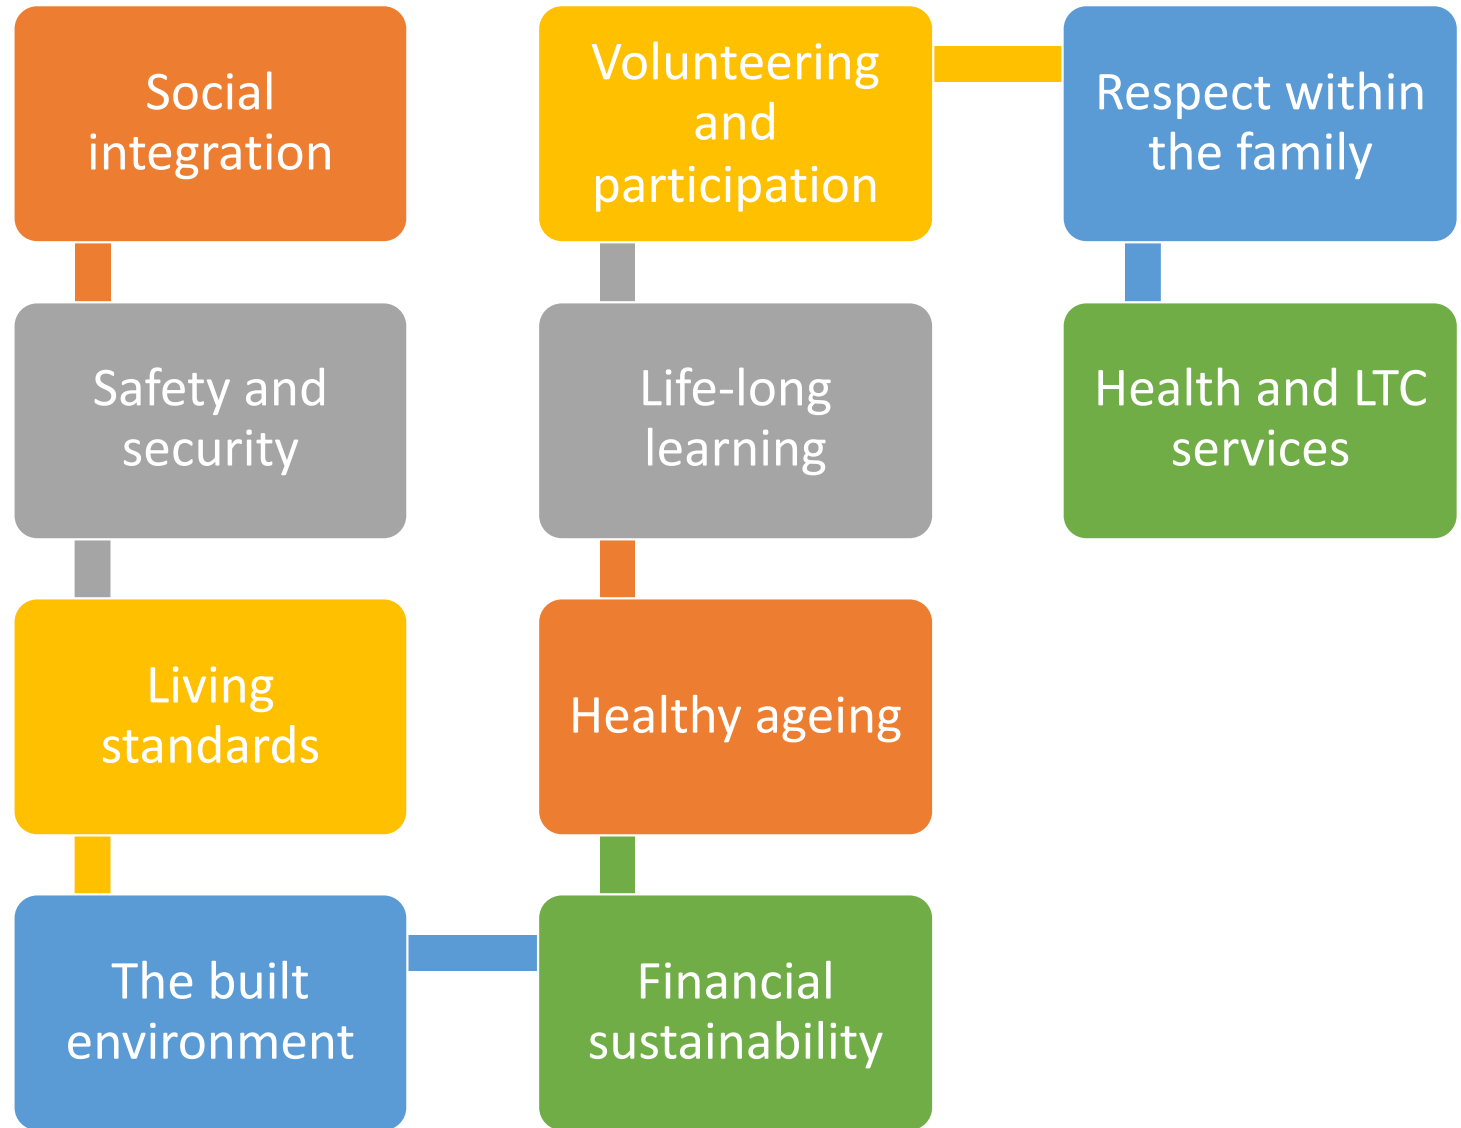 Social
integration
Safety and
security
Living
standards
The built
environment
Financial
sustainability
Healthy ageing
Life-long
learning
Volunteering
and
participation
Respect within
the family
Health and LTC
services